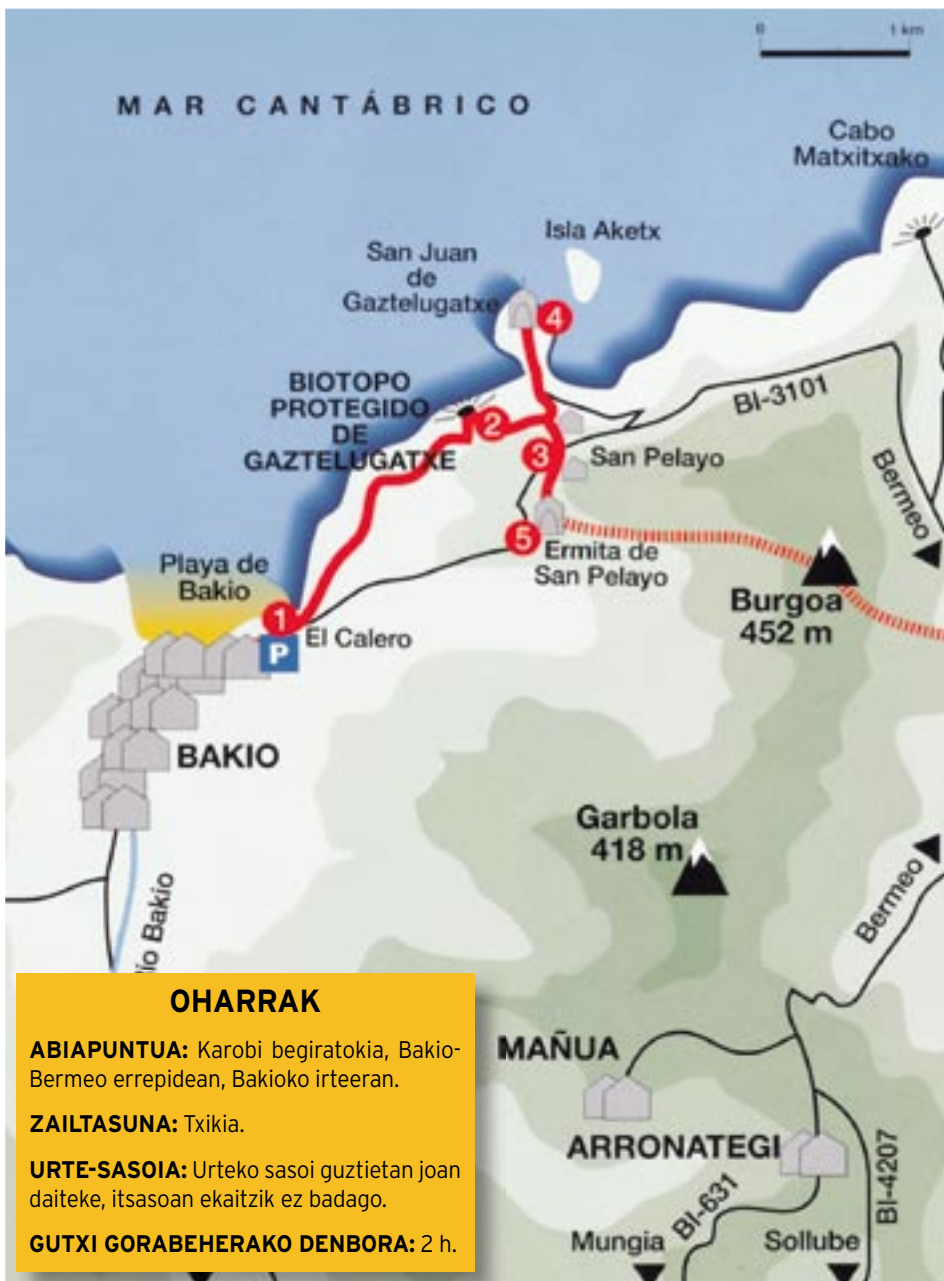 0 1 km
MAR CANTÁBRICO
Cabo
Matxitxako
Isla Aketx
San Juan
de
Gaztelugatxe
4
BIOTOPO
PROTEGIDO
DE
GAZTELUGATXE
2
BI-3101
3
San Pelayo
Bermeo
5
Ermita de
San Pelayo
Playa de
Bakio
Burgoa
452 m
1
El Calero
P
BAKIO
Garbola
418 m
Bermeo
Bakio
OHARRAK
ABIAPUNTUA: Karobi begiratokia, Bakio-
Bermeo errepidean, Bakioko irteeran.
ZAILTASUNA: Txikia.
URTE-SASOIA: Urteko sasoi guztietan joan
daiteke, itsasoan ekaitzik ez badago.
GUTXI GORABEHERAKO DENBORA: 2 h.
MAÑUA
ARRONATEGI
BI-631
BI-4207
Mungia
Sollube